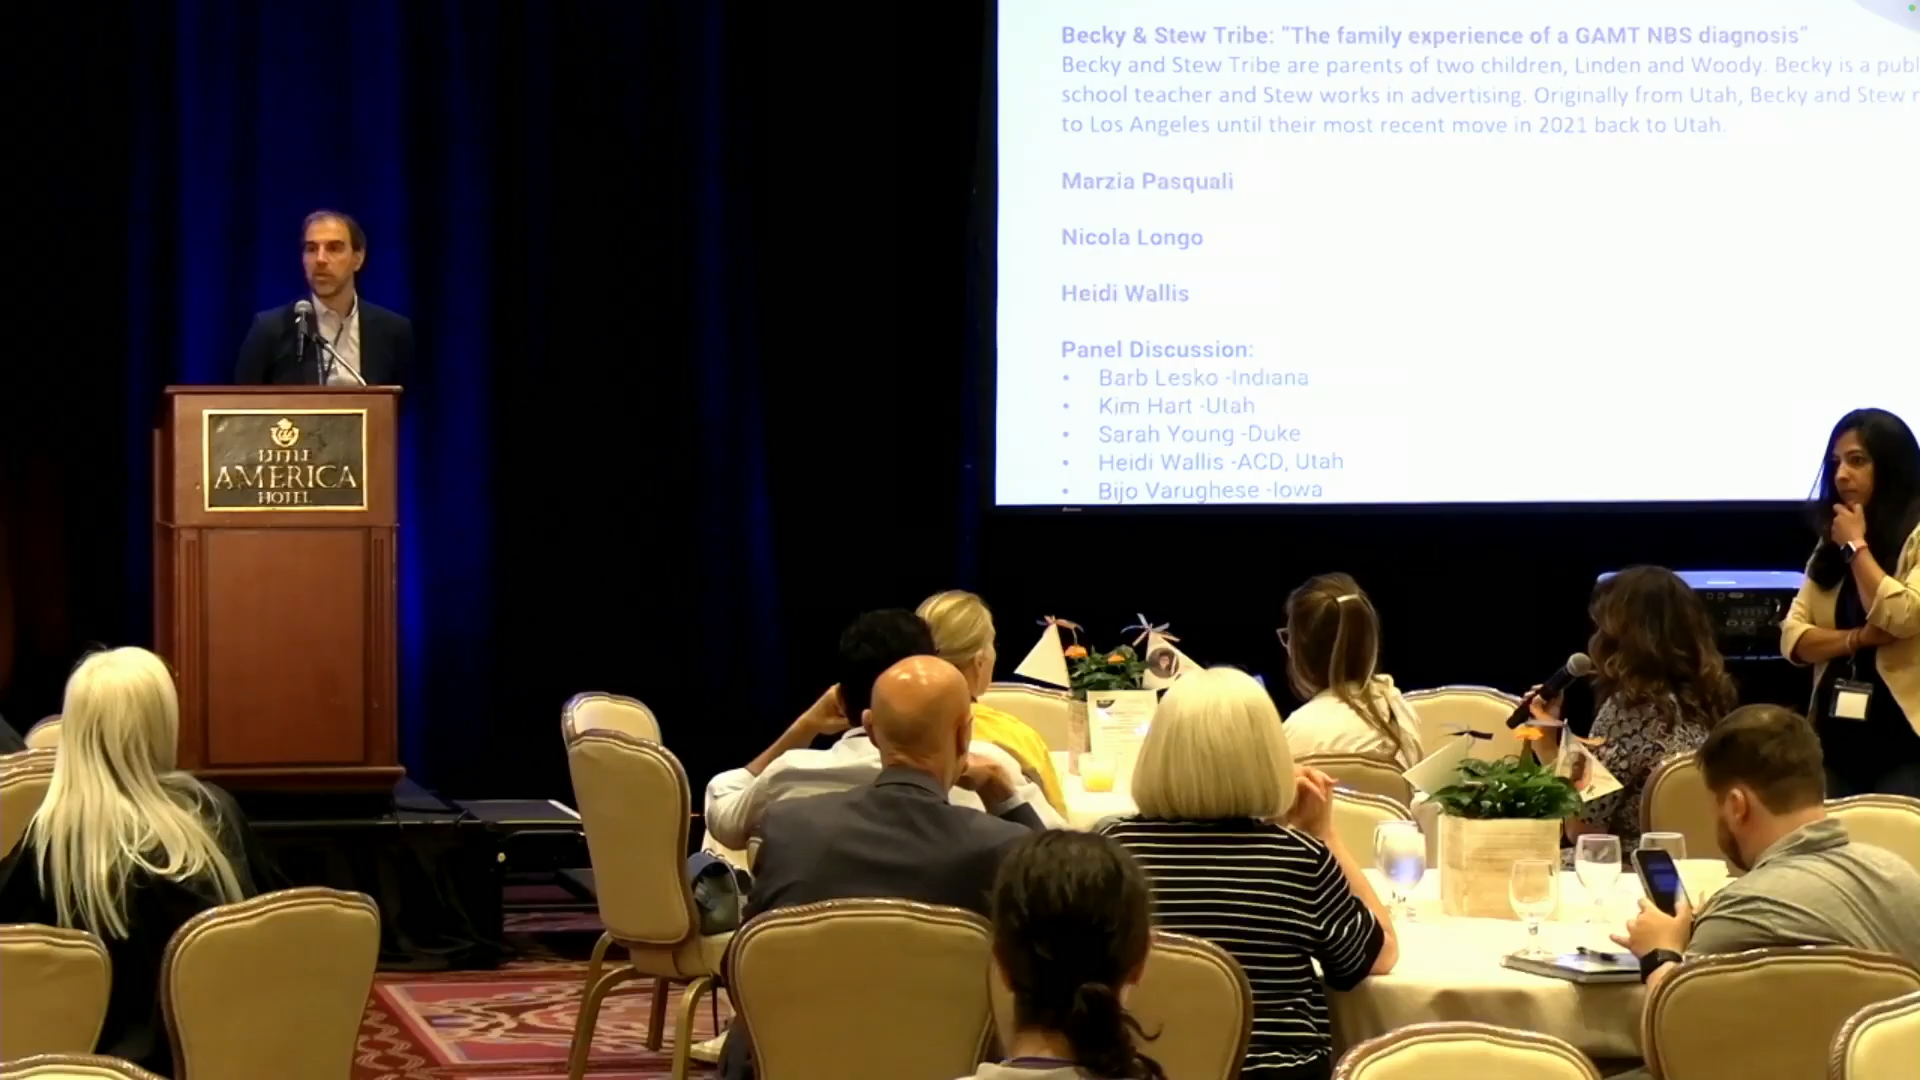 Becky & Stew Tribe: "The family experience of a GAMT NBS diagnosis"
Becky and Stew Tribe are parents of two children, Linden and Woody. Becky is a publ
school teacher and Stew works in advertising. Originally from Utah, Becky and Stew
to Los Angeles until their most recent move in 2021 back to Utah.
Marzia Pasquali
Nicola Longo
Heidi Wallis
Panel Discussion:
• Barb Lesko -Indiana
• Kim Hart -Utah
• Sarah Young -Duke
• Heidi Wallis -ACD, Utah
• Bijo Varughese -Iowa
LITTLE
AMERICA
HOTEL